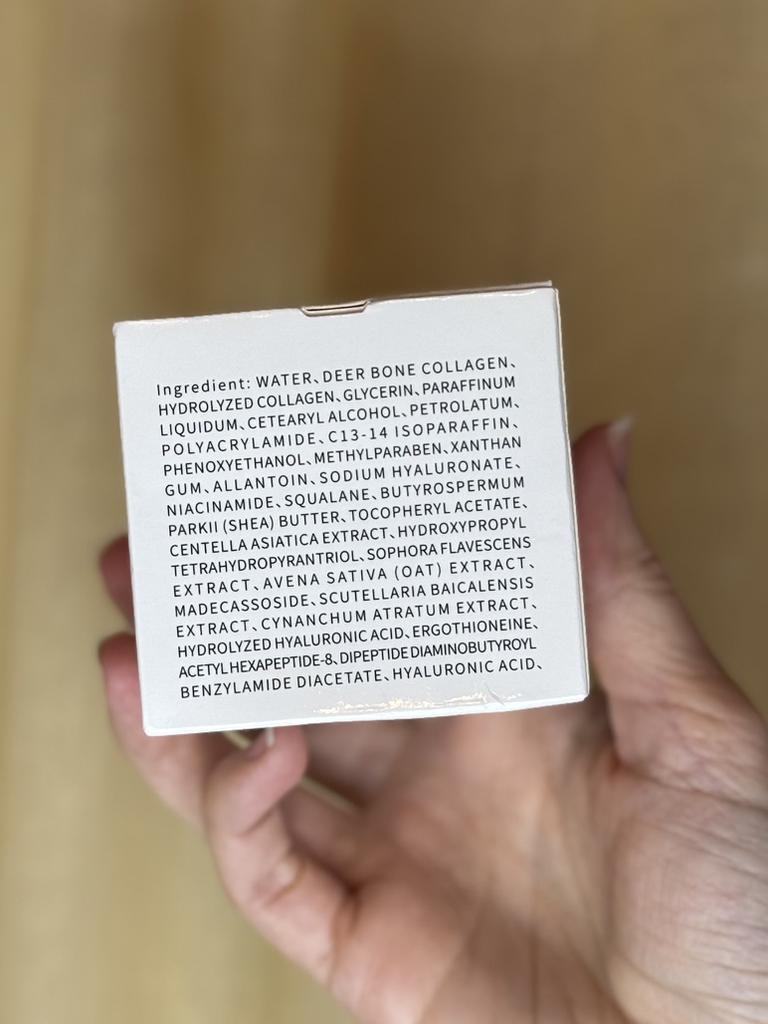 Ingredient: WATER、DEER BONE COLLAGEN、
HYDROLYZED COLLAGEN、GLYCERIN、PARAFFINUM
LIQUIDUM、CETEARYL ALCOHOL、PETROLATUM、
POLYACRYLAMIDE、C13-14 ISOPARAFFIN、
PHENOXYETHANOL、METHYLPARABEN、XANTHAN
GUM、ALLANTOIN、SODIUM HYALURONATE、
NIACINAMIDE、SQUALANE、BUTYROSPERMUM
PARKII (SHEA) BUTTER、TOCOPHERYL ACETATE、
CENTELLA ASIATICA EXTRACT、HYDROXYPROPYL
TETRAHYDROPYRANTRIOL、SOPHORA FLAVESCENS
EXTRACT、AVENA SATIVA (OAT) EXTRACT、
MADECASSOSIDE、SCUTELLARIA BAICALENSIS
EXTRACT、CYNANCHUM ATRATUM EXTRACT、
HYDROLYZED HYALURONIC ACID、ERGOTHIONEINE、
ACETYL HEXAPEPTIDE-8、DIPEPTIDE DIAMINOBUTYROYL
BENZYLAMIDE DIACETATE、HYALURONIC ACID、